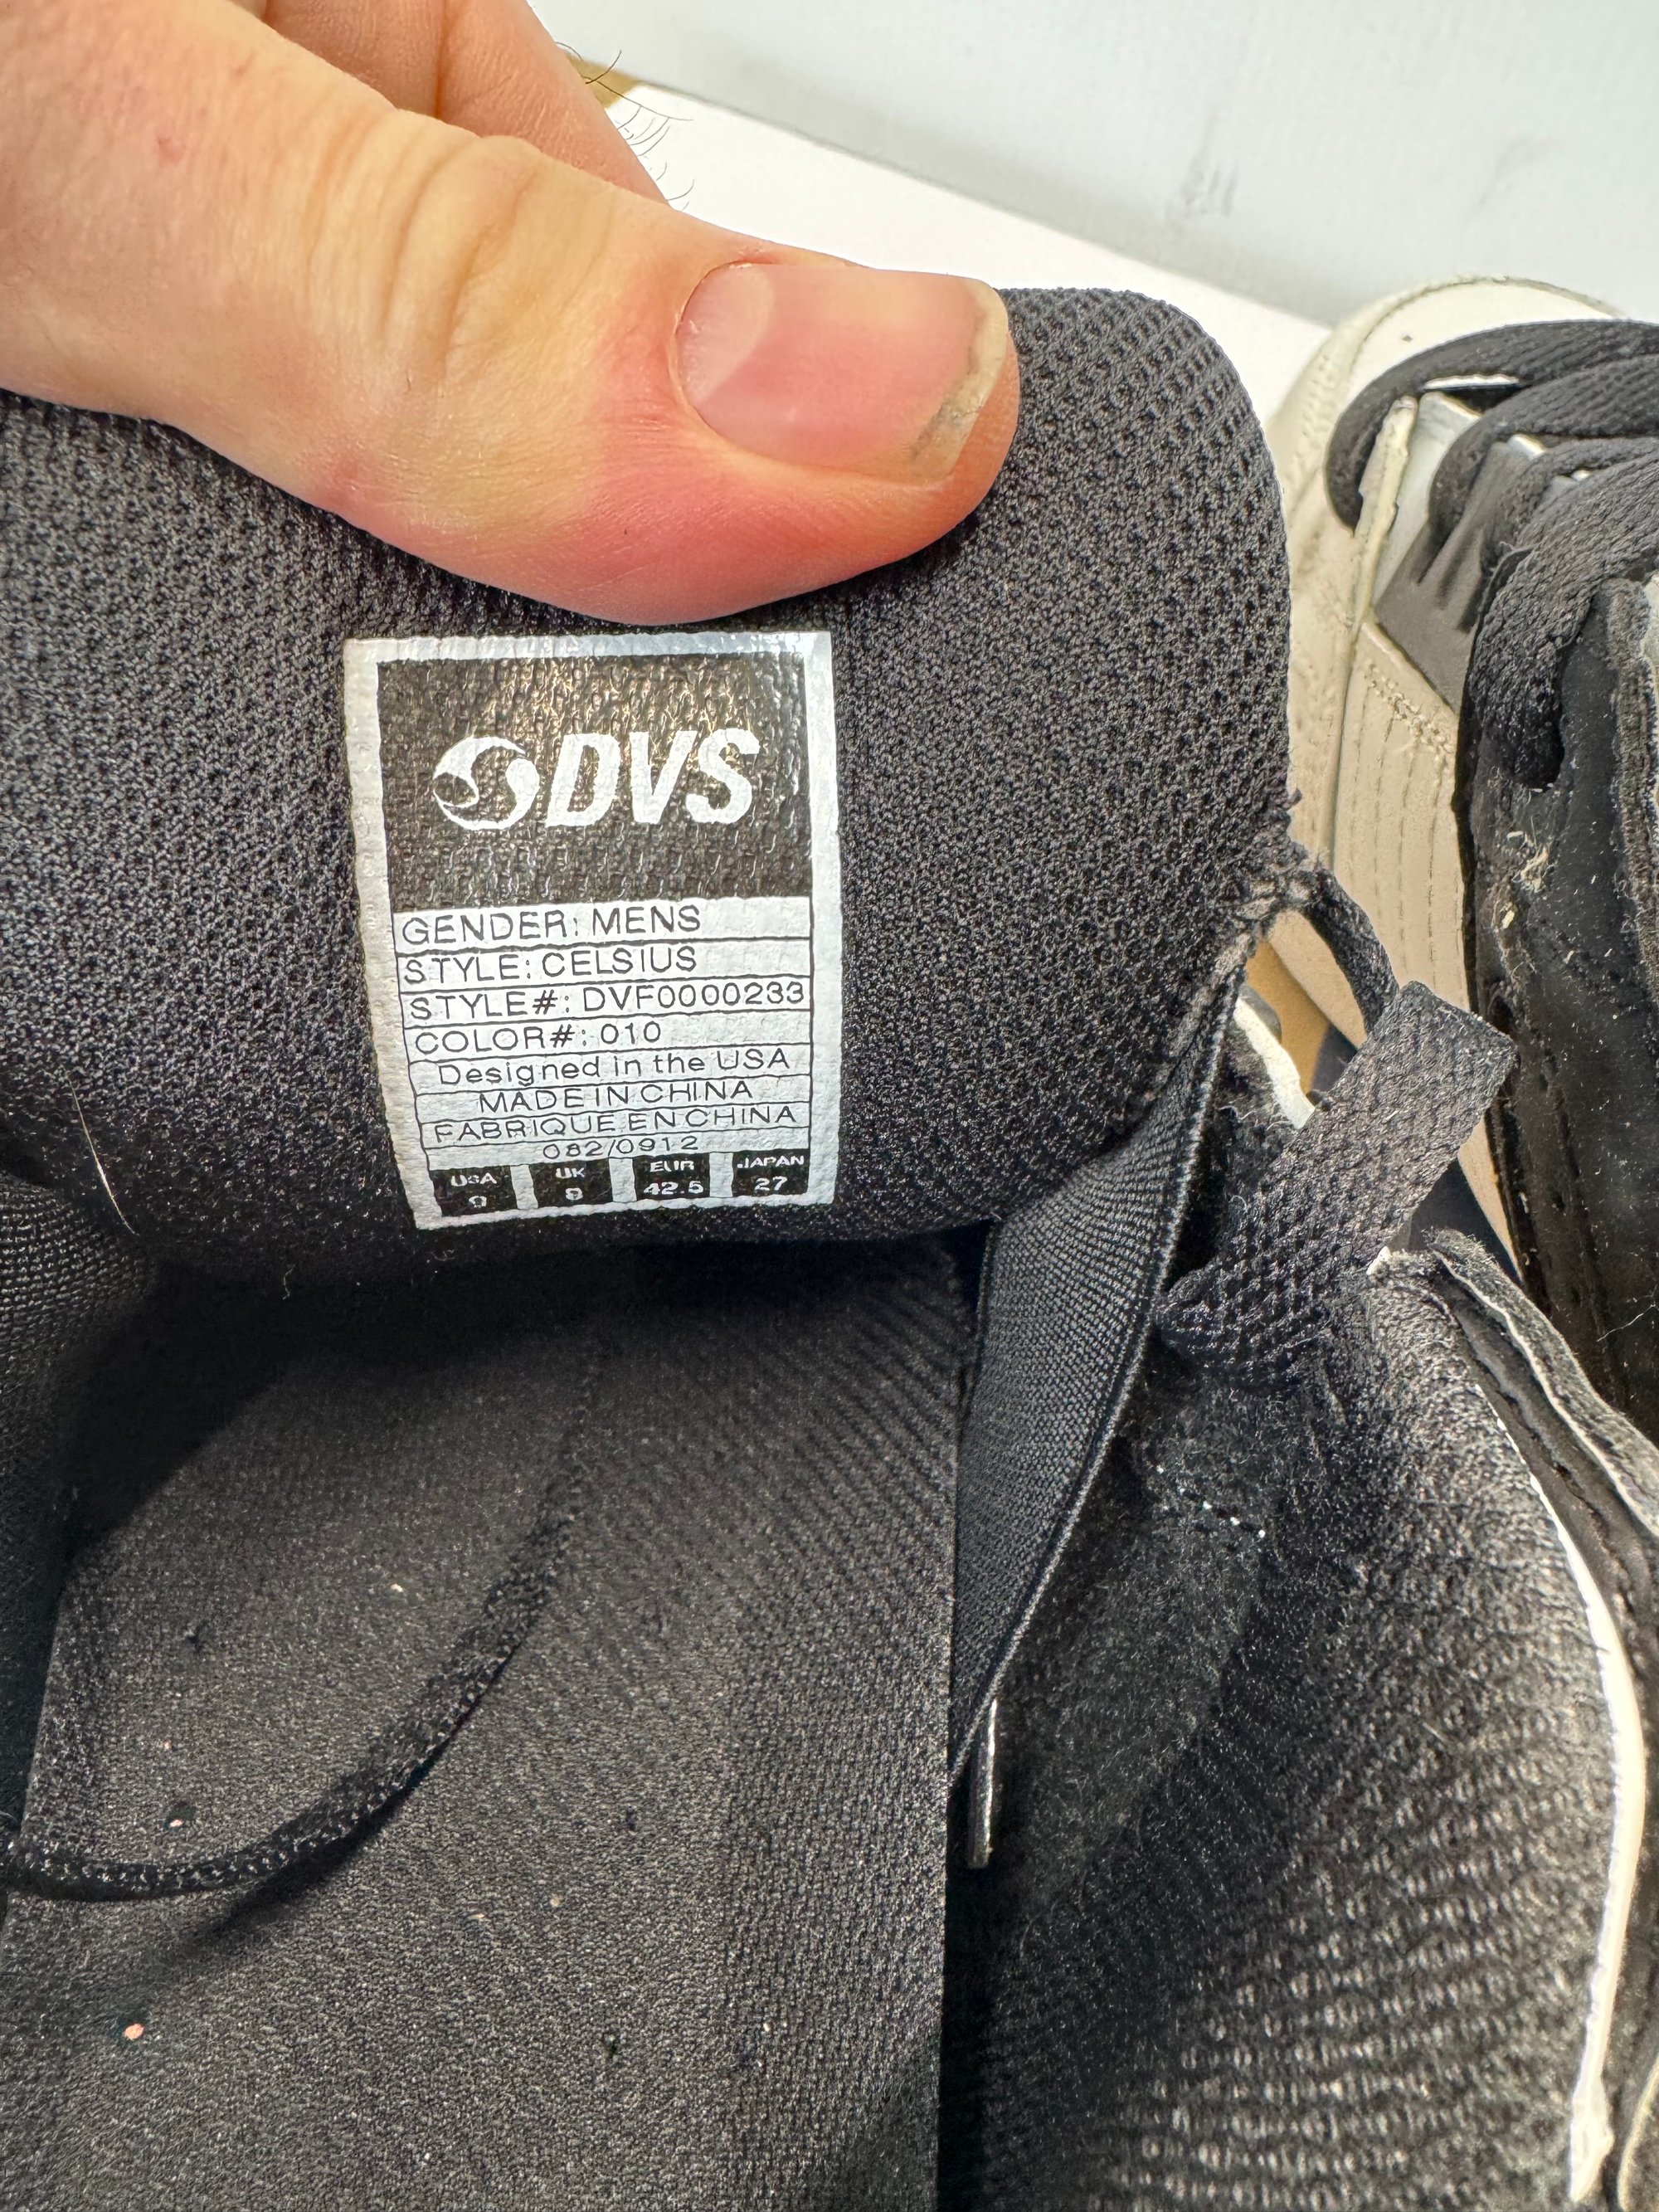 DVS
GENDER: MENS
STYLE: CELSIUS
STYLE#: DVF0000233
COLOR#: 010
Designed in the USA
MADE IN CHINA
FABRIQUE EN CHINA
082/0912
USA UK EUR JAPAN
9 8 42.5 27